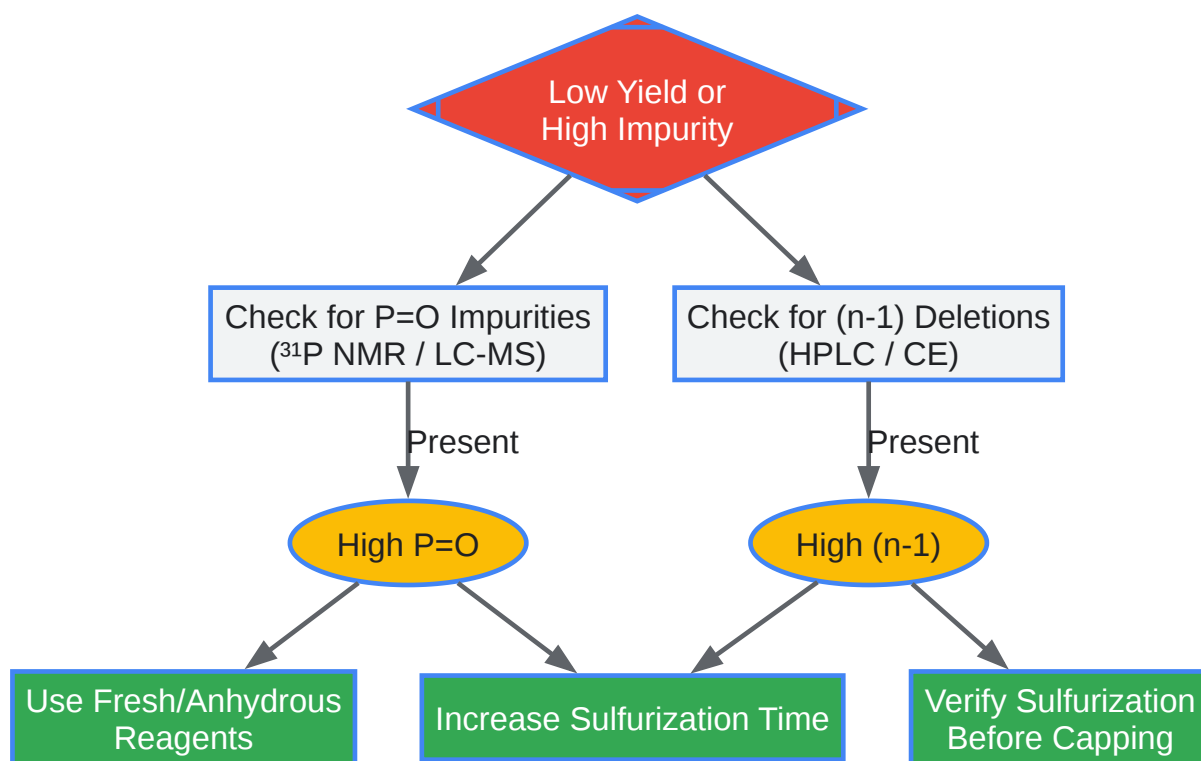 Low Yield or
High Impurity
Check for P=O Impurities
(³¹P NMR / LC-MS)
Check for (n-1) Deletions
(HPLC / CE)
Present
Present
High P=O
High (n-1)
Use Fresh/Anhydrous
Reagents
Increase Sulfurization Time
Verify Sulfurization
Before Capping